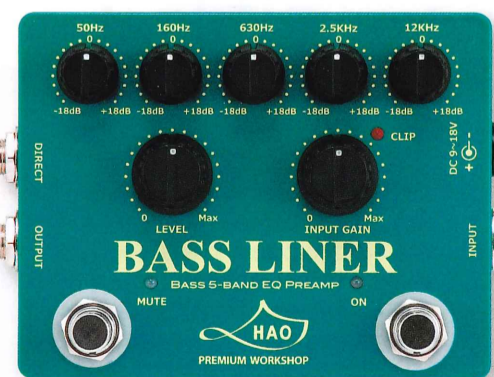 50Hz 160Hz 630Hz 2.5KHz 12KHz
0 0 0 0 0
-18dB +18dB -18dB +18dB -18dB +18dB -18dB +18dB -18dB +18dB
CLIP
DC 9~18V
- +
DIRECT
0 Max 0 Max
LEVEL INPUT GAIN
OUTPUT
INPUT
BASS LINER
BASS 5-BAND EQ PREAMP
MUTE ON
HAO
PREMIUM WORKSHOP